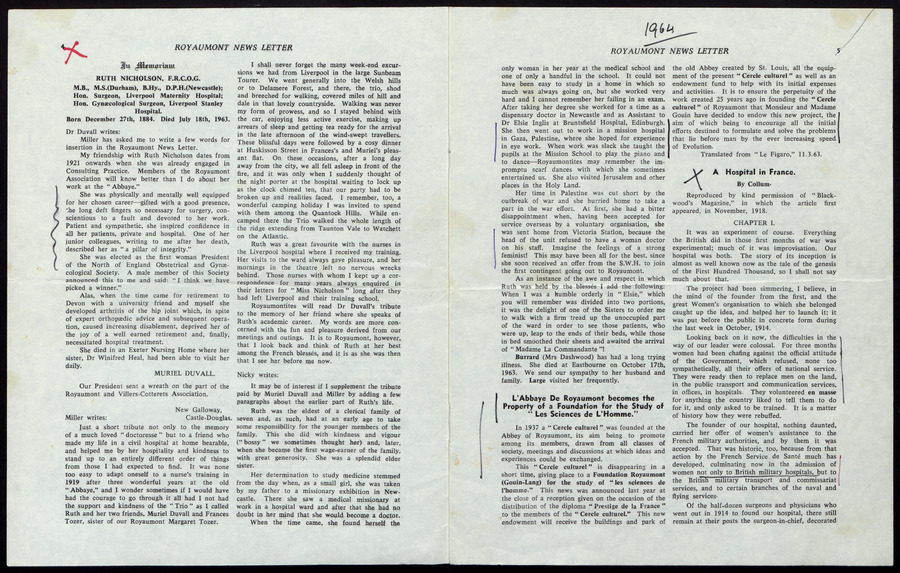 1964
ROYAUMONT NEWS LETTER
In Memoriam
RUTH NICHOLSON, F.R.C.O.G.
M.B., M.S.(Durham), B.Hy., D.P.H.(Newcastle);
Hon. Surgeon, Liverpool Maternity Hospital;
Hon. Gynæcological Surgeon, Liverpool Stanley
Hospital.
Born December 27th, 1884. Died July 18th, 1963.
Dr Duvall writes:
Miller has asked me to write a few words for
insertion in the Royaumont News Letter.
My friendship with Ruth Nicholson dates from
1921 onwards when she was already engaged in
Consulting Practice. Members of the Royaumont
Association will know better than I do about her
work at the "Abbaye."
She was physically and mentally well equipped
for her chosen career—gifted with a good presence,
the long deft fingers so necessary for surgery, con-
scientious to a fault and devoted to her work.
Patient and sympathetic, she inspired confidence in
all her patients, private and hospital. One of her
junior colleagues, writing to me after her death,
described her as "a pillar of integrity."
She was elected as the first woman President
of the North of England Obstetrical and Gynæ-
cological Society. A male member of this Society
announced this to me and said: "I think we have
picked a winner."
Alas, when the time came for retirement to
Devon with a university friend and myself she
developed arthritis of the hip joint which, in spite
of expert orthopædic advice and subsequent opera-
tion, caused increasing disablement, deprived her of
the joy of a well earned retirement and, finally,
necessitated hospital treatment.
She died in an Exeter Nursing Home where her
sister, Dr Winifred Heal, had been able to visit her
daily.
MURIEL DUVALL.
Our President sent a wreath on the part of the
Royaumont and Villers-Cotterets Association.
New Galloway,
Miller writes: Castle-Douglas.
Just a short tribute not only to the memory
of a much loved "doctoresse" but to a friend who
made my life in a civil hospital at home bearable,
and helped me by her hospitality and kindness to
stand up to an entirely different order of things
from those I had expected to find. It was none
too easy to adapt oneself to a nurse's training in
1919 after three wonderful years at the old
"Abbaye," and I wonder sometimes if I would have
had the courage to go through it all had I not had
the support and kindness of the "Trio" as I called
Ruth and her two friends, Muriel Duvall and Frances
Tozer, sister of our Royaumont Margaret Tozer.
I shall never forget the many week-end excur-
sions we had from Liverpool in the large Sunbeam
Tourer. We went generally into the Welsh hills
or to Delamere Forest, and there, the trio, shod
and breeched for walking, covered miles of hill and
dale in that lovely countryside. Walking was never
my form of prowess, and so I stayed behind with
the car, enjoying less active exercise, making up
arrears of sleep and getting tea ready for the arrival
in the late afternoon of the wind-swept travellers.
These blissful days were followed by a cosy dinner
at Huskisson Street in Frances's and Muriel's pleas-
ant flat. On these occasions, after a long day
away from the city, we all fell asleep in front of the
fire, and it was only when I suddenly thought of
the night porter at the hospital waiting to lock up
as the clock chimed ten, that our party had to be
broken up and realities faced. I remember, too, a
wonderful camping holiday I was invited to spend
with them among the Quantock Hills. While en-
camped there the Trio walked the whole length of
the ridge extending from Taunton Vale to Watchett
on the Atlantic.
Ruth was a great favourite with the nurses in
the Liverpool hospital where I received my training.
Her visits to the ward always gave pleasure, and her
mornings in the theatre left no nervous wrecks
behind. Those nurses with whom I kept up a cor-
respondence for many years always enquired in
their letters for "Miss Nicholson" long after they
had left Liverpool and their training school.
Royaumontites will read Dr Duvall's tribute
to the memory of her friend where she speaks of
Ruth's academic career. My words are more con-
cerned with the fun and pleasure derived from our
meetings and outings. It is to Royaumont, however,
that I look back and think of Ruth at her best
among the French blessés, and it is as she was then
that I see her before me now.
Nicky writes:
It may be of interest if I supplement the tribute
paid by Muriel Duvall and Miller by adding a few
paragraphs about the earlier part of Ruth's life.
Ruth was the eldest of a clerical family of
seven and, as such, had at an early age to take
some responsibility for the younger members of the
family. This she did with kindness and vigour
("bossy" we sometimes thought her) and, later,
when she became the first wage-earner of the family,
with great generosity. She was a splendid elder
sister.
Her determination to study medicine stemmed
from the day when, as a small girl, she was taken
by my father to a missionary exhibition in New-
castle. There she saw a medical missionary at
work in a hospital ward and after that she had no
doubt in her mind that she would become a doctor.
When the time came, she found herself the
ROYAUMONT NEWS LETTER 5
only woman in her year at the medical school and
one of only a handful in the school. It could not
have been easy to study in a home in which so
much was always going on, but she worked very
hard and I cannot remember her failing in an exam.
After taking her degree she worked for a time as a
dispensary doctor in Newcastle and as Assistant to
Dr Elsie Inglis at Bruntsfield Hospital, Edinburgh.
She then went out to work in a mission hospital
in Gaza, Palestine, where she hoped for experience
in eye work. When work was slack she taught the
pupils at the Mission School to play the piano and
to dance—Royaumontites may remember the im-
promptu scarf dances with which she sometimes
entertained us. She also visited Jerusalem and other
places in the Holy Land.
Her time in Palestine was cut short by the
outbreak of war and she hurried home to take a
part in the war effort. At first, she had a bitter
disappointment when, having been accepted for
service overseas by a voluntary organisation, she
was sent home from Victoria Station, because the
head of the unit refused to have a woman doctor
on his staff. Imagine the feelings of a strong
feminist! This may have been all for the best, since
she soon received an offer from the S.W.H. to join
the first contingent going out to Royaumont.
As an instance of the awe and respect in which
Ruth was held by the blessés I add the following:
When I was a humble orderly in "Elsie," which
you will remember was divided into two portions,
it was the delight of one of the Sisters to order me
to walk with a firm tread up the unoccupied part
of the ward in order to see those patients, who
were up, leap to the ends of their beds, while those
in bed smoothed their sheets and awaited the arrival
of "Madame La Commandante"!
Burrard (Mrs Dashwood) has had a long trying
illness. She died at Eastbourne on October 17th,
1963. We send our sympathy to her husband and
family. Large visited her frequently.
L'Abbaye De Royaumont becomes the
Property of a Foundation for the Study of
"Les Sciences de L'Homme."
In 1937 a "Cercle culturel" was founded at the
Abbey of Royaumont, its aim being to promote
among its members, drawn from all classes of
society, meetings and discussions at which ideas and
experiences could be exchanged.
This "Cercle culturel" is disappearing in a
short time, giving place to a Foundation Royaumont
(Gouin-Lang) for the study of "les sciences de
l'homme." This news was announced last year at
the close of a reception given on the occasion of the
distribution of the diploma "Prestige de la France"
to the members of the "Cercle culturel." This new
endowment will receive the buildings and park of
the old Abbey created by St. Louis, all the equip-
ment of the present "Cercle culturel" as well as an
endowment fund to help with its initial expenses
and activities. It is to ensure the perpetuity of the
work created 25 years ago in founding the "Cercle
culturel" of Royaumont that Monsieur and Madame
Gouin have decided to endow this new project, the
aim of which being to encourage all the initial
efforts destined to formulate and solve the problems
that lie before man by the ever increasing speed
of Evolution.
Translated from "Le Figaro," 11.3.63.
A Hospital in France.
By Collum.
Reproduced by kind permission of "Black-
wood's Magazine," in which the article first
appeared, in November, 1918.
CHAPTER I.
It was an experiment of course. Everything
the British did in those first months of war was
experimental; much of it was improvisation. Our
hospital was both. The story of its inception is
almost as well known now as the tale of the genesis
of the First Hundred Thousand, so I shall not say
much about that.
The project had been simmering, I believe, in
the mind of the founder from the first, and the
great Women's organisation to which she belonged
caught up the idea, and helped her to launch it; it
was put before the public in concrete form during
the last week in October, 1914.
Looking back on it now, the difficulties in the
way of our leader were colossal. For three months
women had been chafing against the official attitude
of the Government, which refused, none too
sympathetically, all their offers of national service.
They were ready then to replace men on the land,
in the public transport and communication services,
in offices, in hospitals. They volunteered en masse
for anything the country liked to tell them to do
for it, and only asked to be trained. It is a matter
of history how they were rebuffed.
The founder of our hospital, nothing daunted,
carried her offer of women's assistance to the
French military authorities, and by them it was
accepted. That was historic, too, because from that
action by the French Service de Santé much has
developed, culminating now in the admission of
women not only to British military hospitals, but to
the British military transport and commissariat
services, and to certain branches of the naval and
flying services.
Of the half-dozen surgeons and physicians who
went out in 1914 to found our hospital, there still
remain at their posts the surgeon-in-chief, decorated